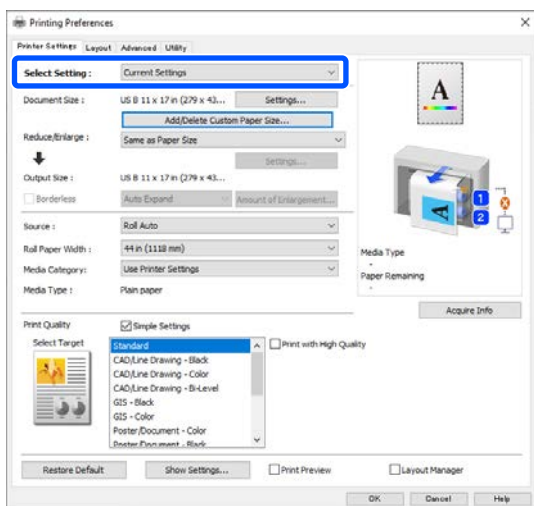 Printing Preferences
Printer Settings Layout Advanced Utility
Select Setting : Current Settings
Document Size : US B 11 x 17 in (279 x 43... Settings...
Add/Delete Custom Paper Size...
Reduce/Enlarge : Same as Paper Size
Settings...
Output Size : US B 11 x 17 in (279 x 43...
Borderless Auto Expand Amount of Enlargement...
Source : Roll Auto
Roll Paper Width : 44 in (1118 mm)
Media Category: Use Printer Settings
Media Type : Plain paper
A
A
1
2
Media Type
-
Paper Remaining
-
Acquire Info
Print Quality Simple Settings
Select Target
Standard
CAD/Line Drawing - Black
CAD/Line Drawing - Color
CAD/Line Drawing - Bi-Level
GIS - Black
GIS - Color
Poster/Document - Color
Poster/Document - Black
Print with High Quality
Restore Default Show Settings... Print Preview Layout Manager
OK Cancel Help